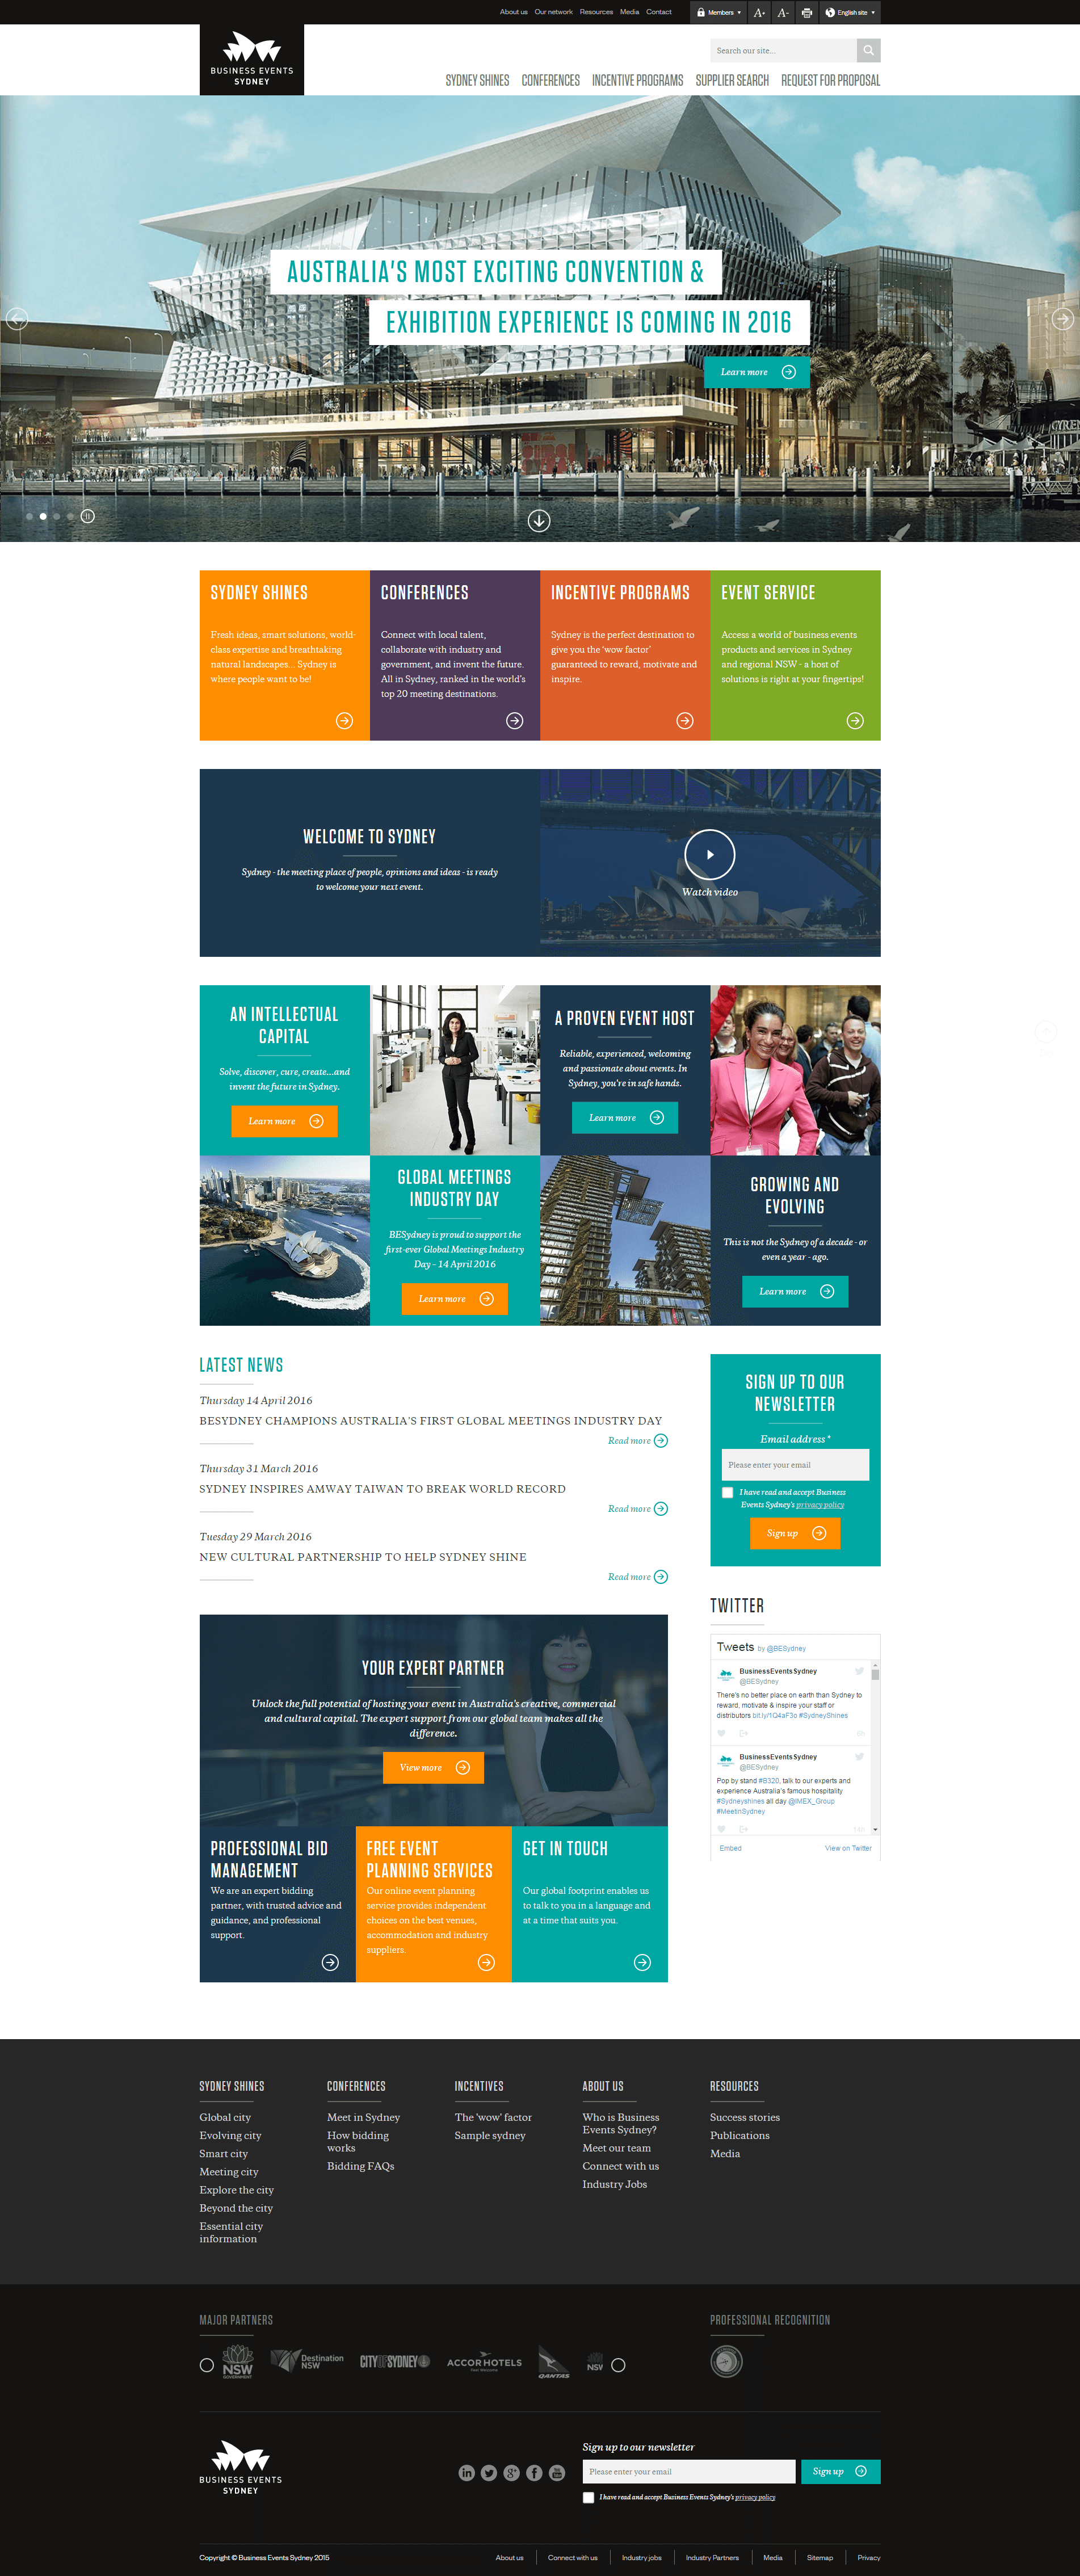 About us Our network Resources Media Contact Members A+ A- English site
BUSINESS EVENTS
SYDNEY
Search our site...
SYDNEY SHINES CONFERENCES INCENTIVE PROGRAMS SUPPLIER SEARCH REQUEST FOR PROPOSAL
AUSTRALIA'S MOST EXCITING CONVENTION &
EXHIBITION EXPERIENCE IS COMING IN 2016
Learn more
SYDNEY SHINES
Fresh ideas, smart solutions, world-
class expertise and breathtaking
natural landscapes... Sydney is
where people want to be!
CONFERENCES
Connect with local talent,
collaborate with industry and
government, and invent the future.
All in Sydney, ranked in the world's
top 20 meeting destinations.
INCENTIVE PROGRAMS
Sydney is the perfect destination to
give you the 'wow factor'
guaranteed to reward, motivate and
inspire.
EVENT SERVICE
Access a world of business events
products and services in Sydney
and regional NSW - a host of
solutions is right at your fingertips!
WELCOME TO SYDNEY
Sydney - the meeting place of people, opinions and ideas - is ready
to welcome your next event.
Watch video
AN INTELLECTUAL
CAPITAL
Solve, discover, cure, create...and
invent the future in Sydney.
Learn more
A PROVEN EVENT HOST
Reliable, experienced, welcoming
and passionate about events. In
Sydney, you're in safe hands.
Learn more
GLOBAL MEETINGS
INDUSTRY DAY
BESydney is proud to support the
first-ever Global Meetings Industry
Day - 14 April 2016
Learn more
GROWING AND
EVOLVING
This is not the Sydney of a decade - or
even a year - ago.
Learn more
LATEST NEWS
Thursday 14 April 2016
BESYDNEY CHAMPIONS AUSTRALIA'S FIRST GLOBAL MEETINGS INDUSTRY DAY
Read more
Thursday 31 March 2016
SYDNEY INSPIRES AMWAY TAIWAN TO BREAK WORLD RECORD
Read more
Tuesday 29 March 2016
NEW CULTURAL PARTNERSHIP TO HELP SYDNEY SHINE
Read more
SIGN UP TO OUR
NEWSLETTER
Email address *
Please enter your email
I have read and accept Business
Events Sydney's privacy policy
Sign up
TWITTER
Tweets by @BESydney
BusinessEventsSydney
@BESydney
There's no better place on earth than Sydney to
reward, motivate & inspire your staff or
distributors bit.ly/1Q4aF3o #SydneyShines
BusinessEventsSydney
@BESydney
Pop by stand #B320, talk to our experts and
experience Australia's famous hospitality
#Sydneyshines all day @IMEX_Group
#MeetinSydney
14h
Embed View on Twitter
YOUR EXPERT PARTNER
Unlock the full potential of hosting your event in Australia's creative, commercial
and cultural capital. The expert support from our global team makes all the
difference.
View more
PROFESSIONAL BID
MANAGEMENT
We are an expert bidding
partner, with trusted advice and
guidance, and professional
support.
FREE EVENT
PLANNING SERVICES
Our online event planning
service provides independent
choices on the best venues,
accommodation and industry
suppliers.
GET IN TOUCH
Our global footprint enables us
to talk to you in a language and
at a time that suits you.
SYDNEY SHINES
Global city
Evolving city
Smart city
Meeting city
Explore the city
Beyond the city
Essential city
information
CONFERENCES
Meet in Sydney
How bidding
works
Bidding FAQs
INCENTIVES
The 'wow' factor
Sample sydney
ABOUT US
Who is Business
Events Sydney?
Meet our team
Connect with us
Industry Jobs
RESOURCES
Success stories
Publications
Media
MAJOR PARTNERS
NSW
GOVERNMENT
Destination
NSW
CITY OF SYDNEY
ACCOR HOTELS
Feel Welcome
QANTAS
NSW
PROFESSIONAL RECOGNITION
BUSINESS EVENTS
SYDNEY
Sign up to our newsletter
Please enter your email
Sign up
I have read and accept Business Events Sydney's privacy policy
Copyright © Business Events Sydney 2015
About us Connect with us Industry jobs Industry Partners Media Sitemap Privacy